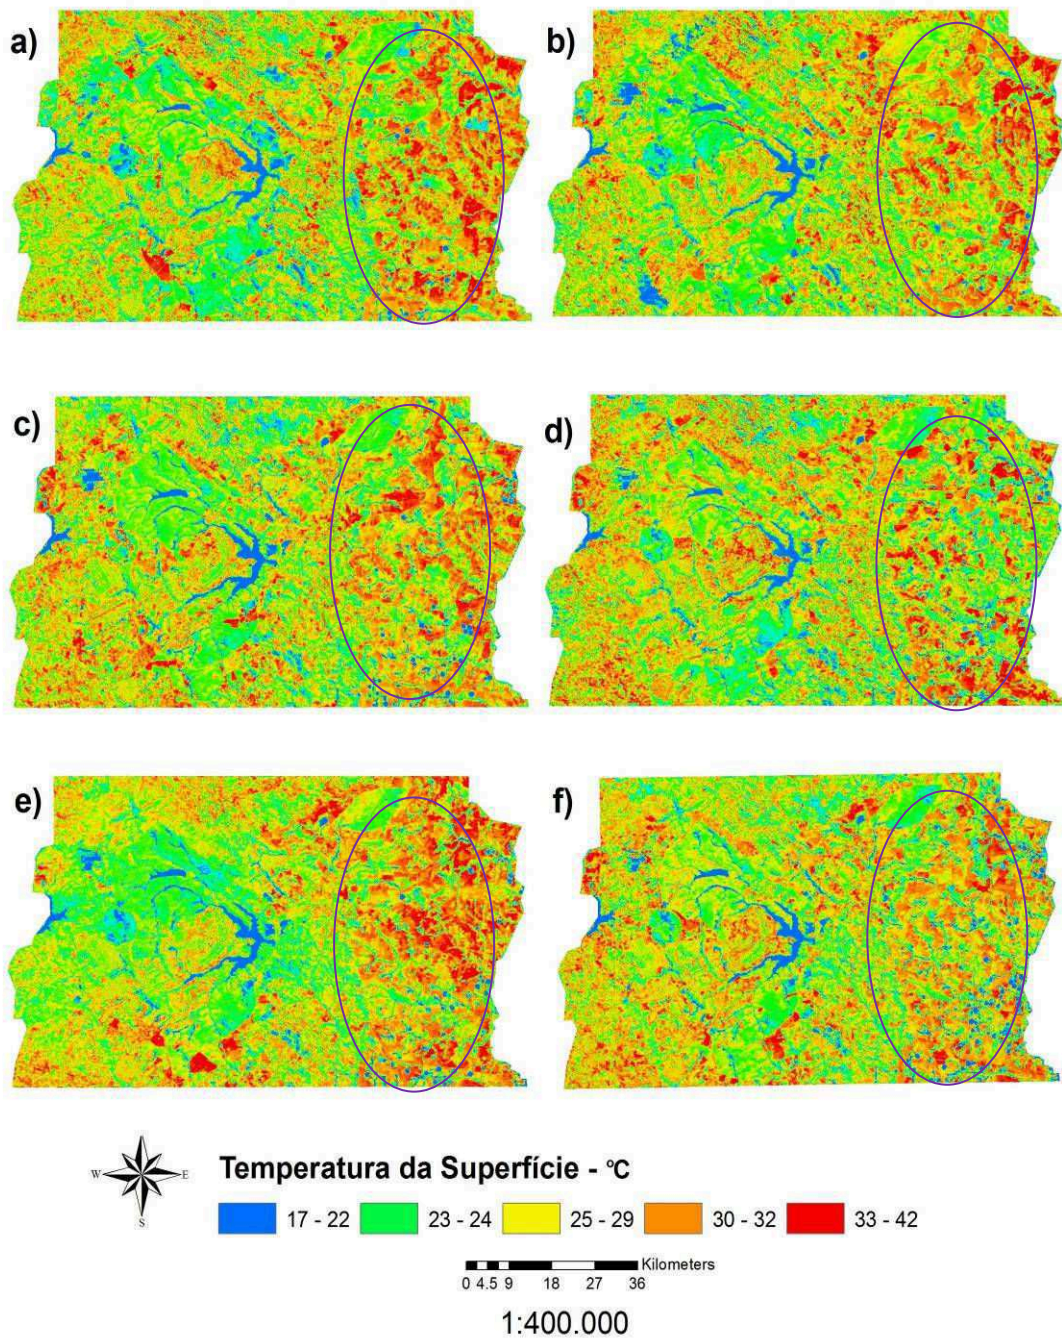 a)
b)
c)
d)
e)
f)
N
W E
S
Temperatura da Superfície - ºC
17 - 22 23 - 24 25 - 29 30 - 32 33 - 42
Kilometers
0 4.5 9 18 27 36
1:400.000